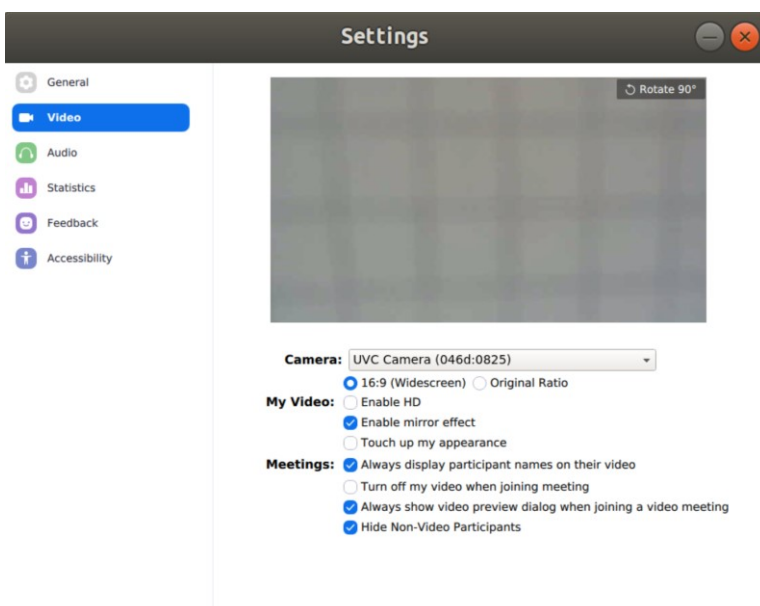 Settings
General
Video
Audio
Statistics
Feedback
Accessibility
Rotate 90°
Camera: UVC Camera (046d:0825)
16:9 (Widescreen) Original Ratio
My Video: Enable HD
Enable mirror effect
Touch up my appearance
Meetings: Always display participant names on their video
Turn off my video when joining meeting
Always show video preview dialog when joining a video meeting
Hide Non-Video Participants